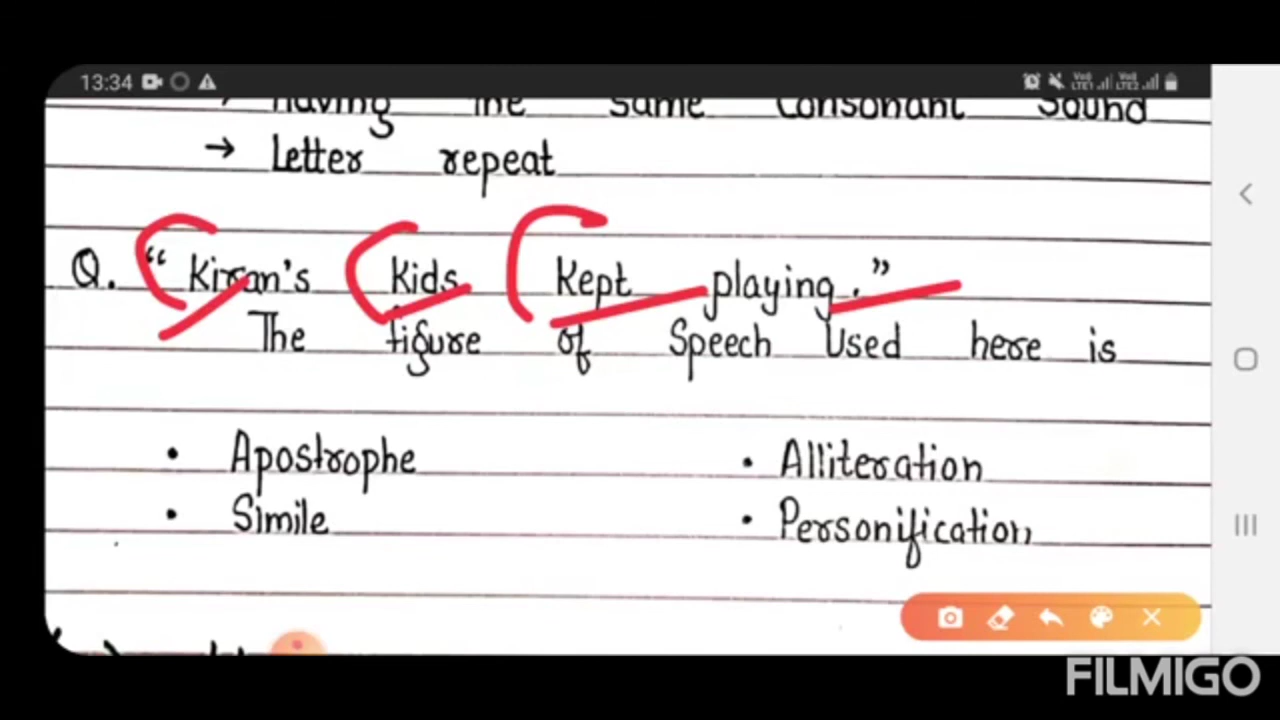 13:34
→ Having the Same Consonant Sound
→ Letter repeat
Q. “Kiran's Kids Kept playing.”
The figure of Speech Used here is
• Apostrophe • Alliteration
• Simile • Personification
FILMIGO